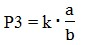 P3 = k · a/b